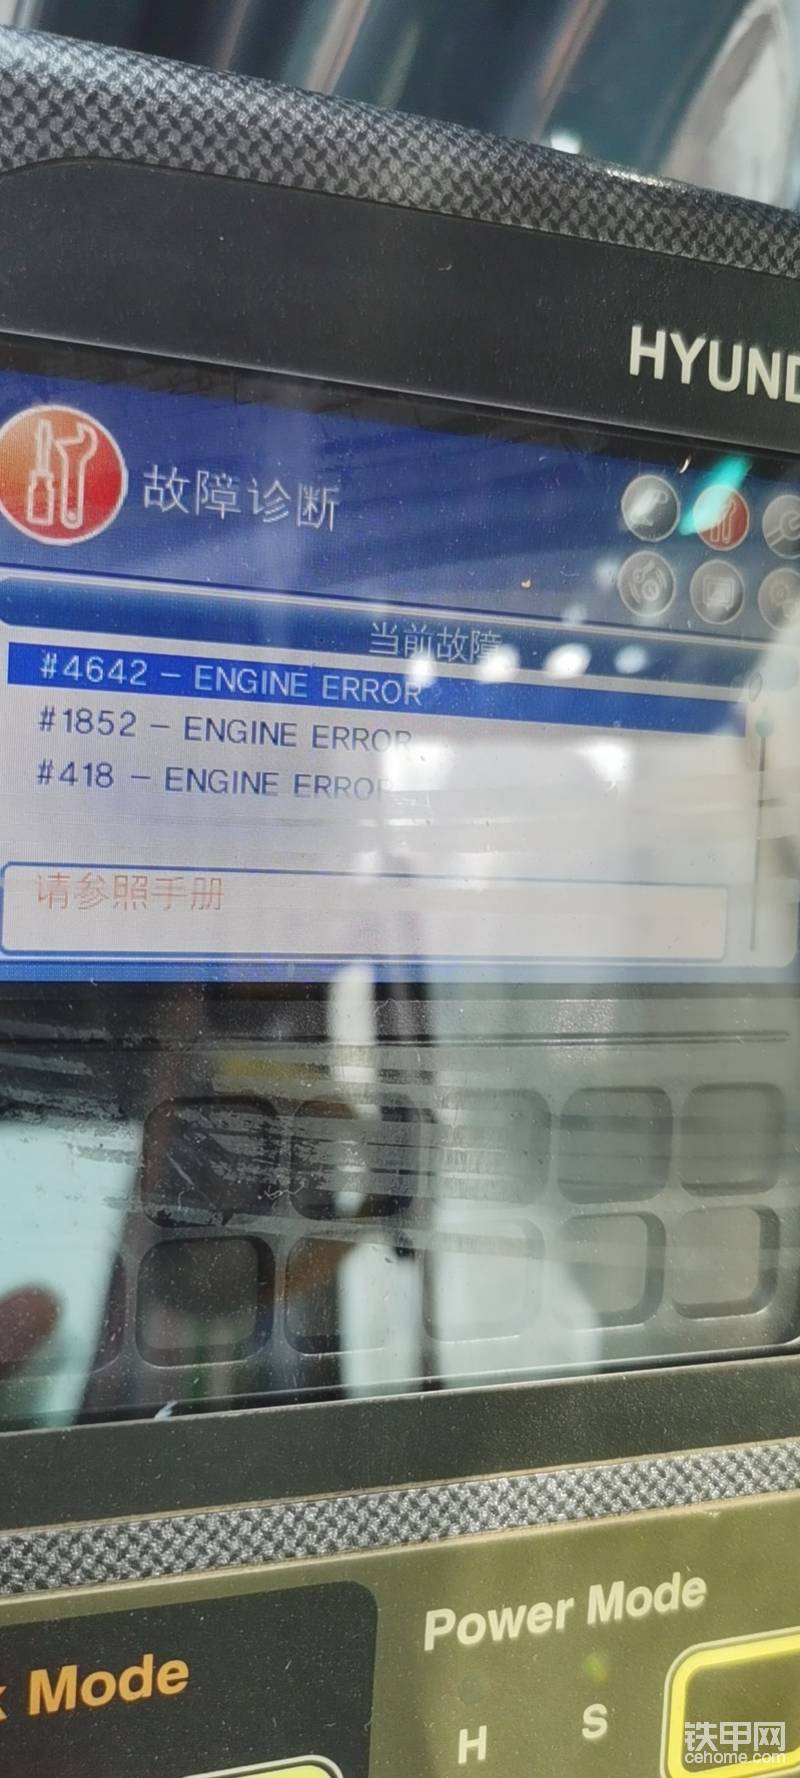 HYUND
故障诊断
当前故障
#4642 - ENGINE ERROR
#1852 - ENGINE ERROR
#418 - ENGINE ERROR
请参照手册
Power Mode
Mode
H
S
铁甲网
cehome.com